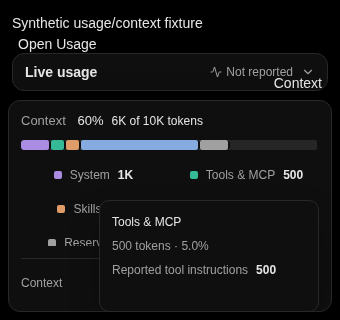 Synthetic usage/context fixture
Open Usage
Live usage Not reported
Context
Context 60% 6K of 10K tokens
System 1K Tools & MCP 500
Skills
Tools & MCP
500 tokens · 5.0%
Reported tool instructions 500
Context